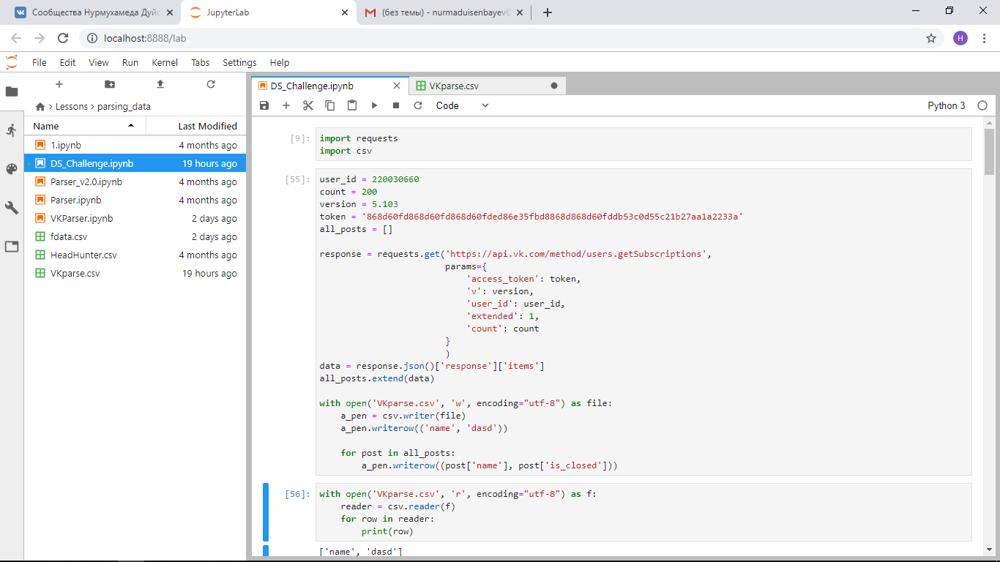 Сообщества Нурмухамеда Дуйс
JupyterLab
(без темы) - nurmaduisenbayev@
localhost:8888/lab
H
File Edit View Run Kernel Tabs Settings Help
DS_Challenge.ipynb
VKparse.csv
Lessons > parsing_data
Code
Python 3
Name Last Modified
1.ipynb 4 months ago
DS_Challenge.ipynb 19 hours ago
Parser_v2.0.ipynb 4 months ago
Parser.ipynb 4 months ago
VKParser.ipynb 2 days ago
fdata.csv 2 days ago
HeadHunter.csv 4 months ago
VKparse.csv 19 hours ago
[9]: import requests
import csv
[55]: user_id = 220030660
count = 200
version = 5.103
token = '868d60fd868d60fd868d60fded86e35fbd8868d868d60fddb53c0d55c21b27aa1a2233a'
all_posts = []
response = requests.get('https://api.vk.com/method/users.getSubscriptions',
params={
'access_token': token,
'v': version,
'user_id': user_id,
'extended': 1,
'count': count
}
)
data = response.json()['response']['items']
all_posts.extend(data)
with open('VKparse.csv', 'w', encoding="utf-8") as file:
a_pen = csv.writer(file)
a_pen.writerow(('name', 'dasd'))
for post in all_posts:
a_pen.writerow((post['name'], post['is_closed']))
[56]: with open('VKparse.csv', 'r', encoding="utf-8") as f:
reader = csv.reader(f)
for row in reader:
print(row)
['name', 'dasd']